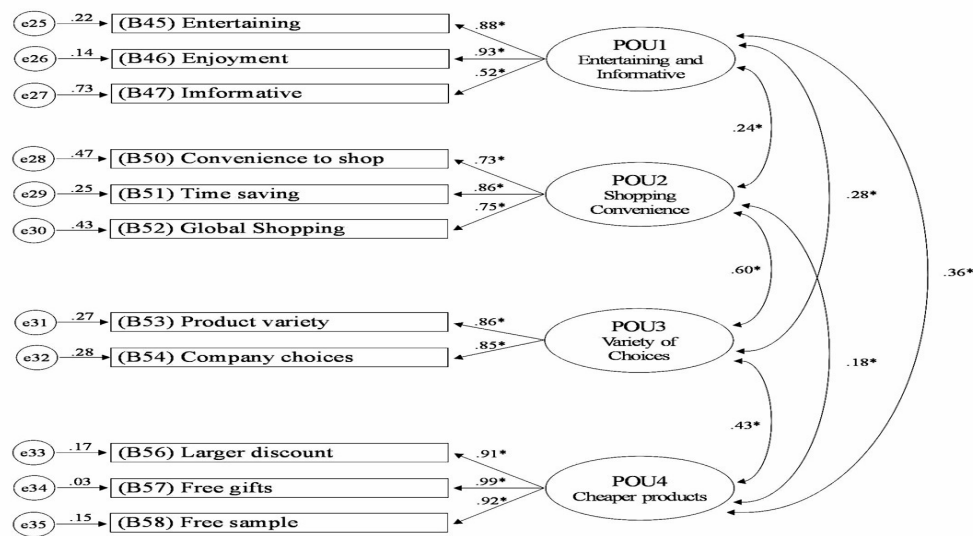 e25 .22 (B45) Entertaining .88*
e26 .14 (B46) Enjoyment .93*
e27 .73 (B47) Imformative .52*
POU1
Entertaining and
Informative
.24*
e28 .47 (B50) Convenience to shop .73*
e29 .25 (B51) Time saving .86*
e30 .43 (B52) Global Shopping .75*
POU2
Shopping
Convenience
.28*
.60*
.36*
e31 .27 (B53) Product variety .86*
e32 .28 (B54) Company choices .85*
POU3
Variety of
Choices
.18*
.43*
e33 .17 (B56) Larger discount .91*
e34 .03 (B57) Free gifts .99*
e35 .15 (B58) Free sample .92*
POU4
Cheaper products